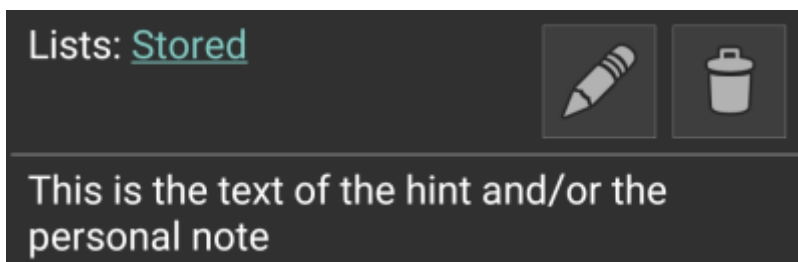 Lists: Stored
This is the text of the hint and/or the
personal note